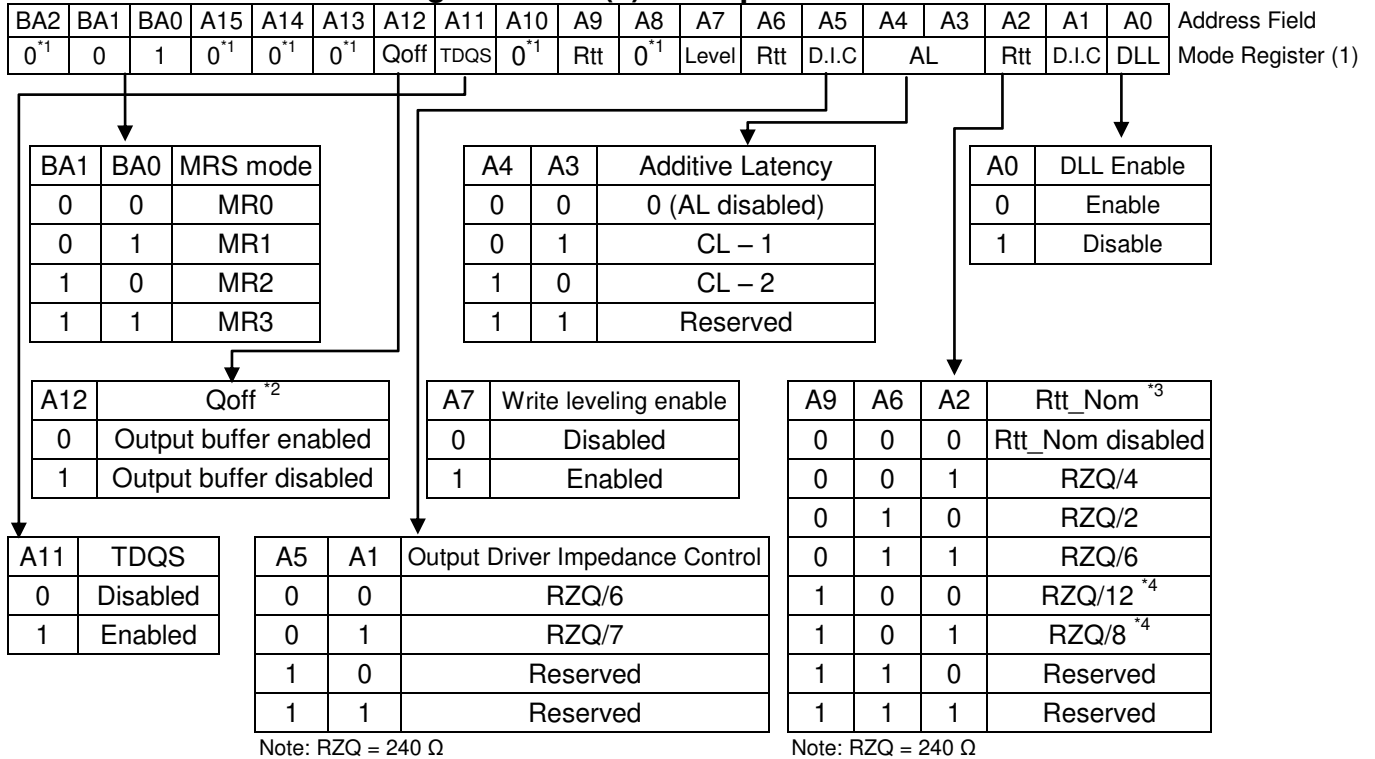 BA2 BA1 BA0 A15 A14 A13 A12 A11 A10 A9 A8 A7 A6 A5 A4 A3 A2 A1 A0 Address Field
0*1 0 1 0*1 0*1 0*1 Qoff TDQS 0*1 Rtt 0*1 Level Rtt D.I.C AL Rtt D.I.C DLL Mode Register (1)
BA1 BA0 MRS mode
0 0 MR0
0 1 MR1
1 0 MR2
1 1 MR3
A4 A3 Additive Latency
0 0 0 (AL disabled)
0 1 CL – 1
1 0 CL – 2
1 1 Reserved
A0 DLL Enable
0 Enable
1 Disable
A12 Qoff *2
0 Output buffer enabled
1 Output buffer disabled
A7 Write leveling enable
0 Disabled
1 Enabled
A9 A6 A2 Rtt_Nom *3
0 0 0 Rtt_Nom disabled
0 0 1 RZQ/4
0 1 0 RZQ/2
0 1 1 RZQ/6
1 0 0 RZQ/12 *4
1 0 1 RZQ/8 *4
1 1 0 Reserved
1 1 1 Reserved
Note: RZQ = 240 Ω
A11 TDQS
0 Disabled
1 Enabled
A5 A1 Output Driver Impedance Control
0 0 RZQ/6
0 1 RZQ/7
1 0 Reserved
1 1 Reserved
Note: RZQ = 240 Ω